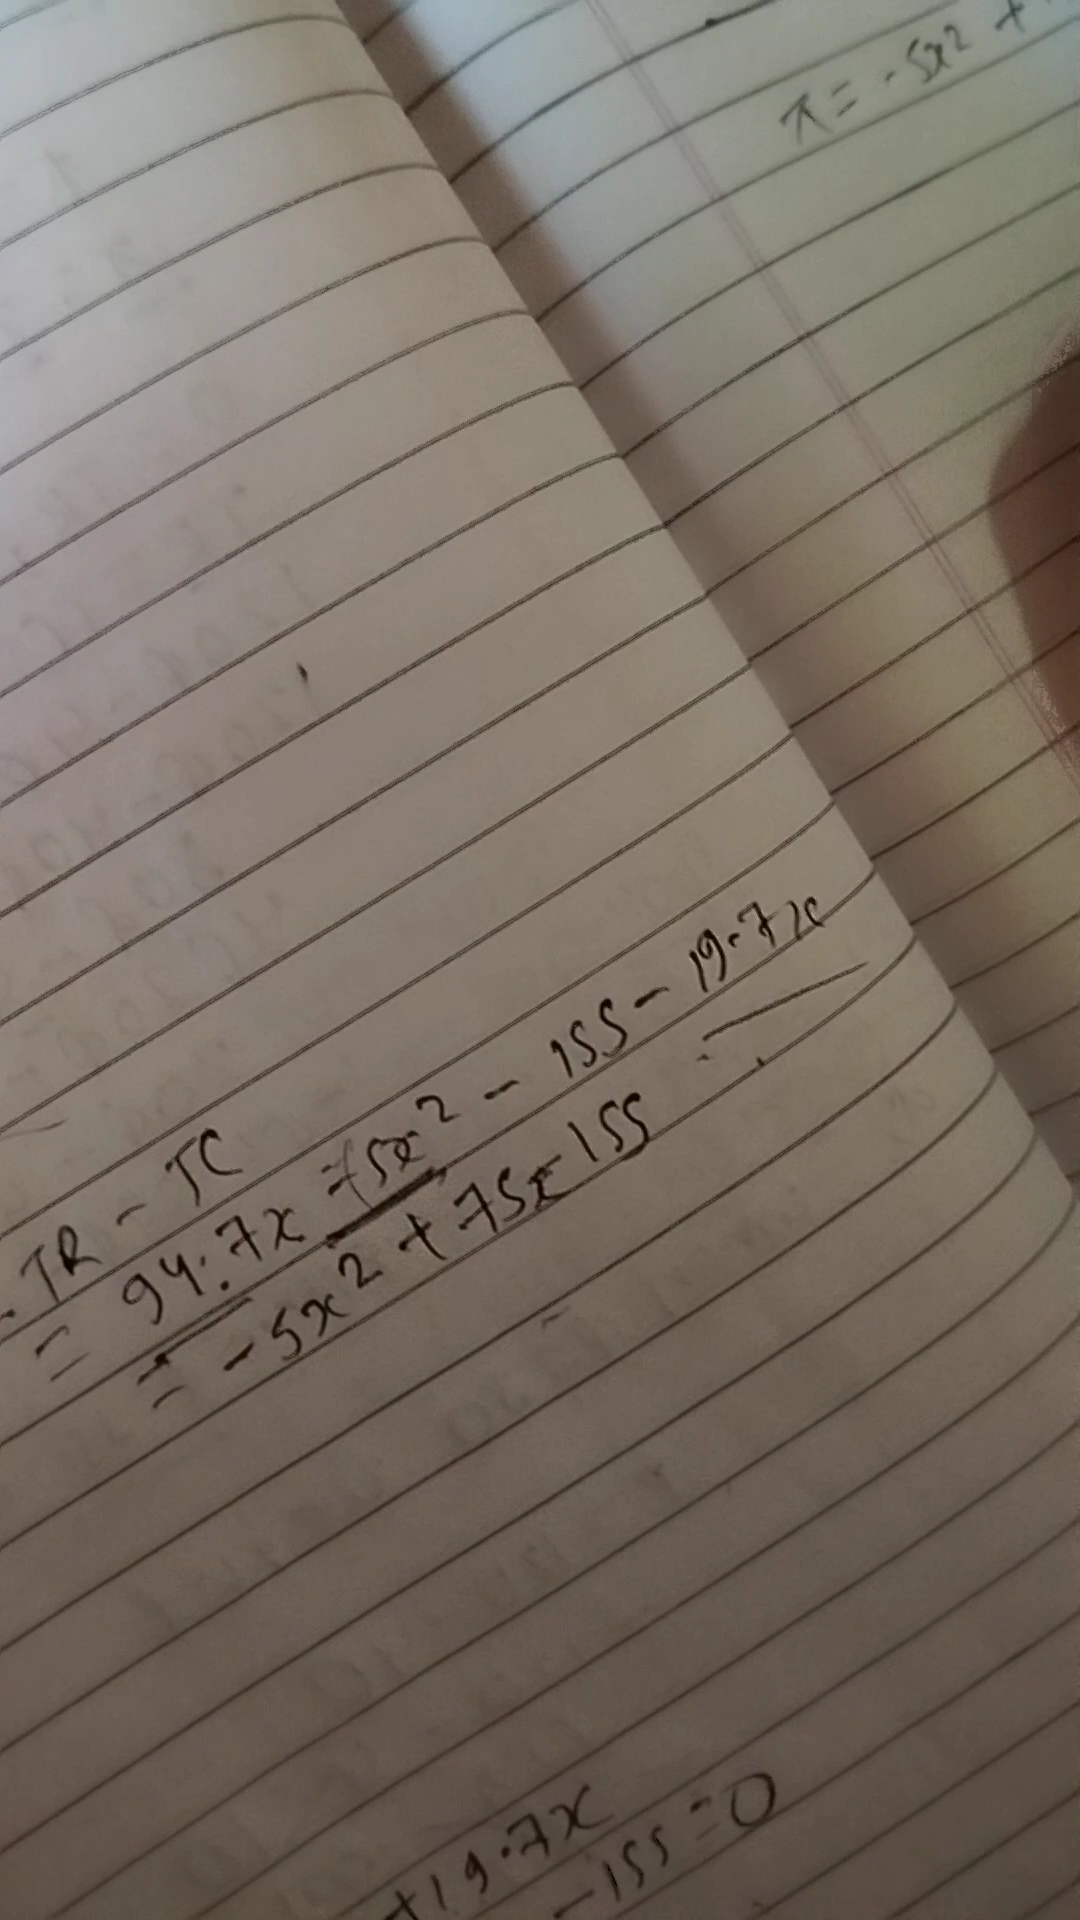 π = -5x² +
TR - TC
= 94.7x - 5x² - 155 - 19.7x
= -5x² + 75x - 155
+19.7x
-155 = 0